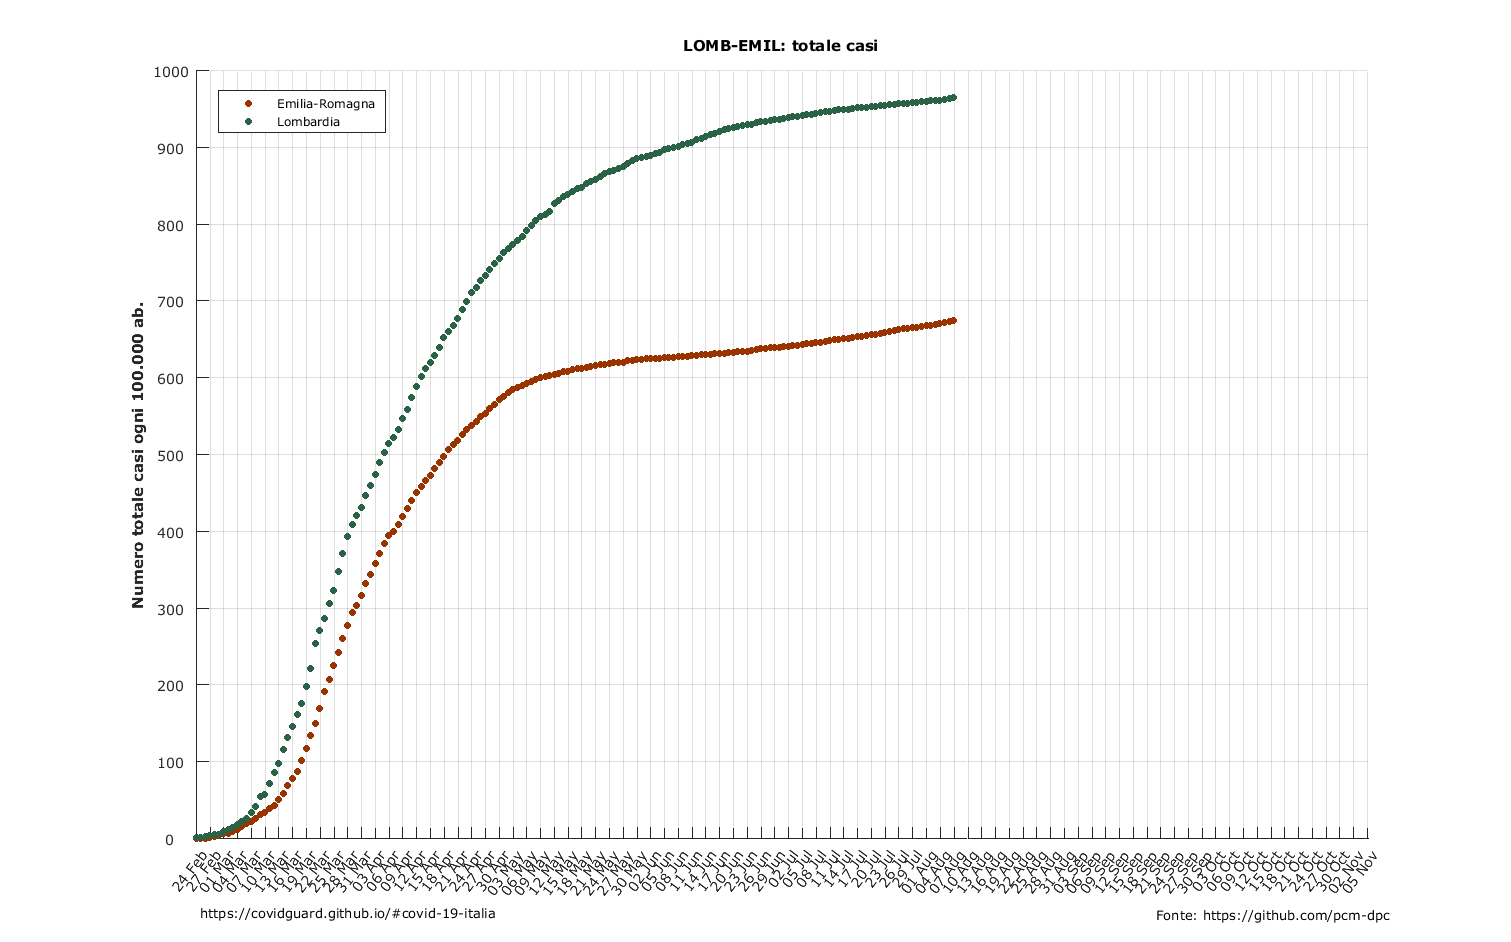 LOMB-EMIL: totale casi
Emilia-Romagna
Lombardia
Numero totale casi ogni 100.000 ab.
1000
900
800
700
600
500
400
300
200
100
0
24 Feb
27 Feb
01 Mar
04 Mar
07 Mar
10 Mar
13 Mar
16 Mar
19 Mar
22 Mar
25 Mar
28 Mar
31 Mar
03 Apr
06 Apr
09 Apr
12 Apr
15 Apr
18 Apr
21 Apr
24 Apr
27 Apr
30 Apr
03 May
06 May
09 May
12 May
15 May
18 May
21 May
24 May
27 May
30 May
02 Jun
05 Jun
08 Jun
11 Jun
14 Jun
17 Jun
20 Jun
23 Jun
26 Jun
29 Jun
02 Jul
05 Jul
08 Jul
11 Jul
14 Jul
17 Jul
20 Jul
23 Jul
26 Jul
29 Jul
01 Aug
04 Aug
07 Aug
10 Aug
13 Aug
16 Aug
19 Aug
22 Aug
25 Aug
28 Aug
31 Aug
03 Sep
06 Sep
09 Sep
12 Sep
15 Sep
18 Sep
21 Sep
24 Sep
27 Sep
30 Sep
03 Oct
06 Oct
09 Oct
12 Oct
15 Oct
18 Oct
21 Oct
24 Oct
27 Oct
30 Oct
02 Nov
05 Nov
https://covidguard.github.io/#covid-19-italia
Fonte: https://github.com/pcm-dpc